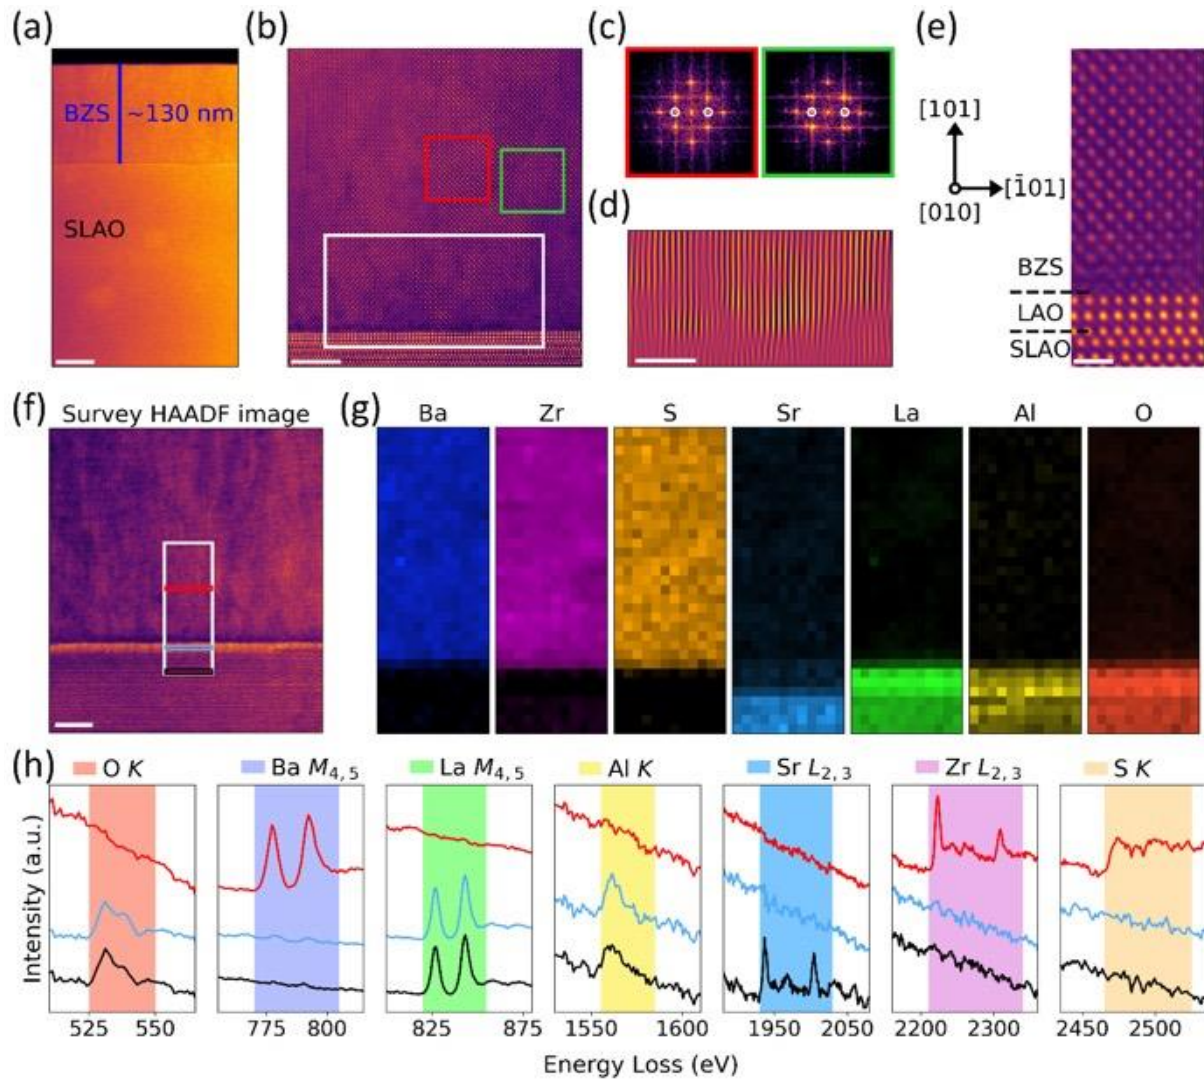 (a)
BZS ~130 nm
SLAO
(b)
(c)
(d)
(e)
[101]
[1̄01]
[010]
BZS
LAO
SLAO
(f)
Survey HAADF image
(g)
Ba Zr S Sr La Al O
(h)
O K Ba M4,5 La M4,5 Al K Sr L2,3 Zr L2,3 S K
Intensity (a.u.)
525 550 775 800 825 875 1550 1600 1950 2050 2200 2300 2450 2500
Energy Loss (eV)